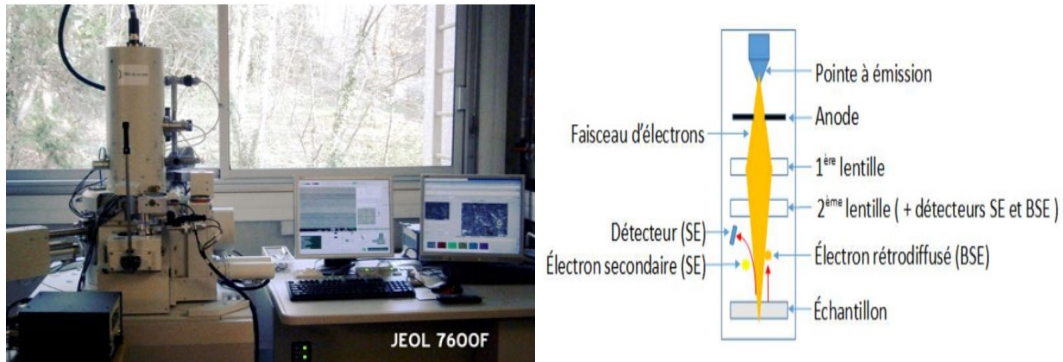 JEOL 7600F
Pointe à émission
Anode
Faisceau d'électrons
1ère lentille
2ème lentille ( + détecteurs SE et BSE )
Détecteur (SE)
Électron secondaire (SE)
Électron rétrodiffusé (BSE)
Échantillon